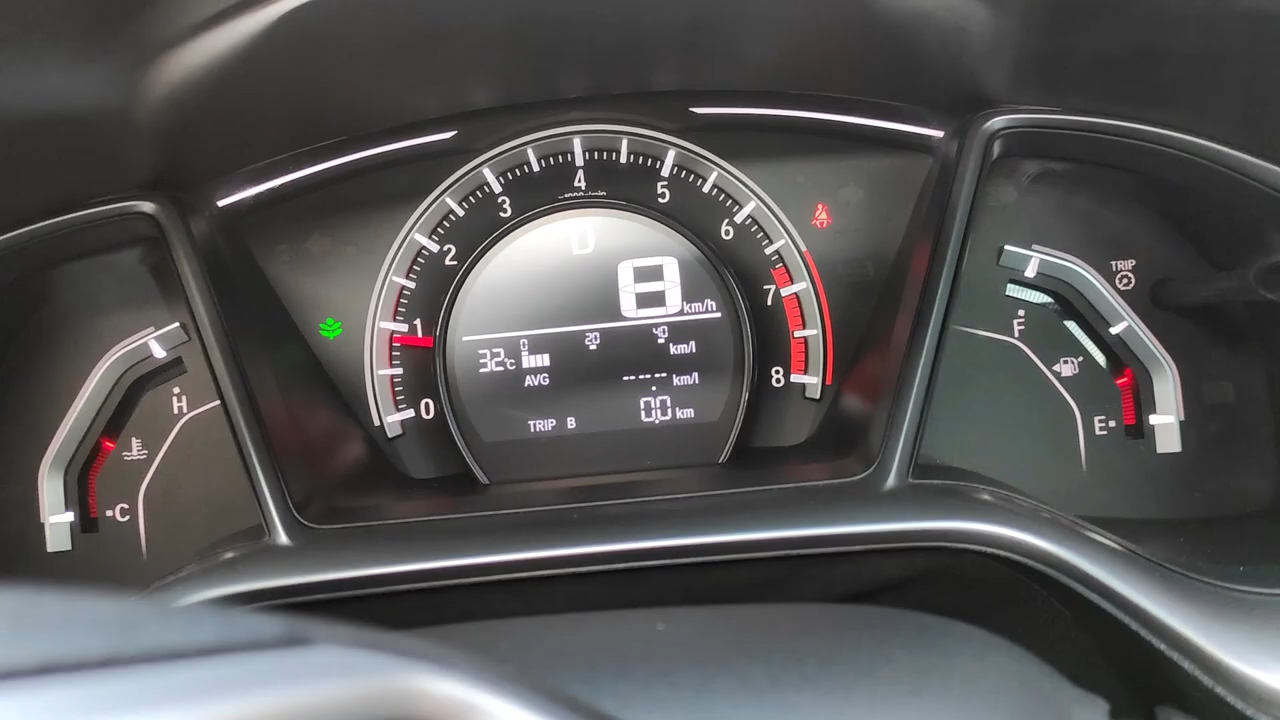 4
3
5
2
6
1
7
0
8
D
8 km/h
0 20 40
32°c km/l
AVG
-----.- km/l
TRIP B 0.0 km
H
C
TRIP
F
E